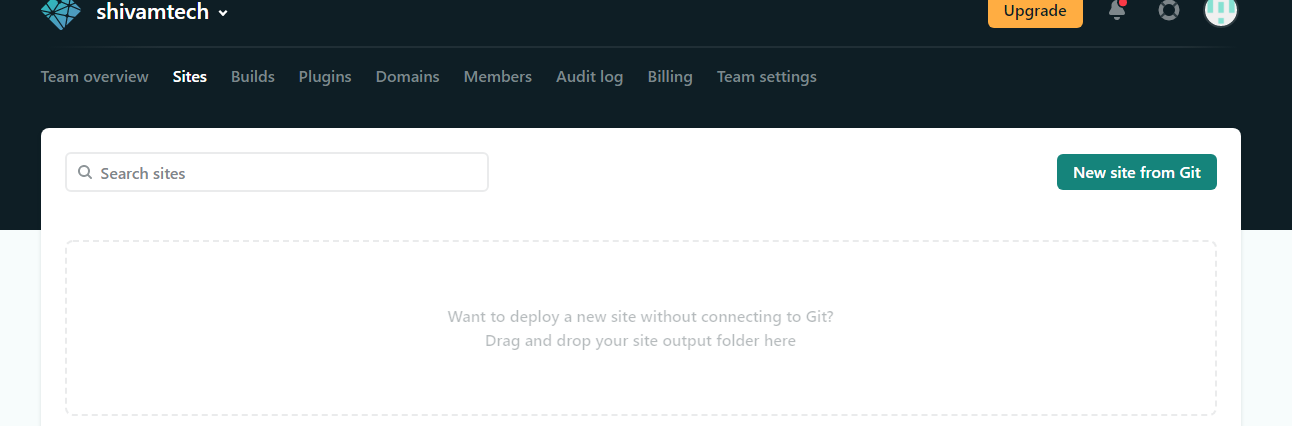 shivamtech
Upgrade
Team overview Sites Builds Plugins Domains Members Audit log Billing Team settings
Search sites
New site from Git
Want to deploy a new site without connecting to Git?
Drag and drop your site output folder here